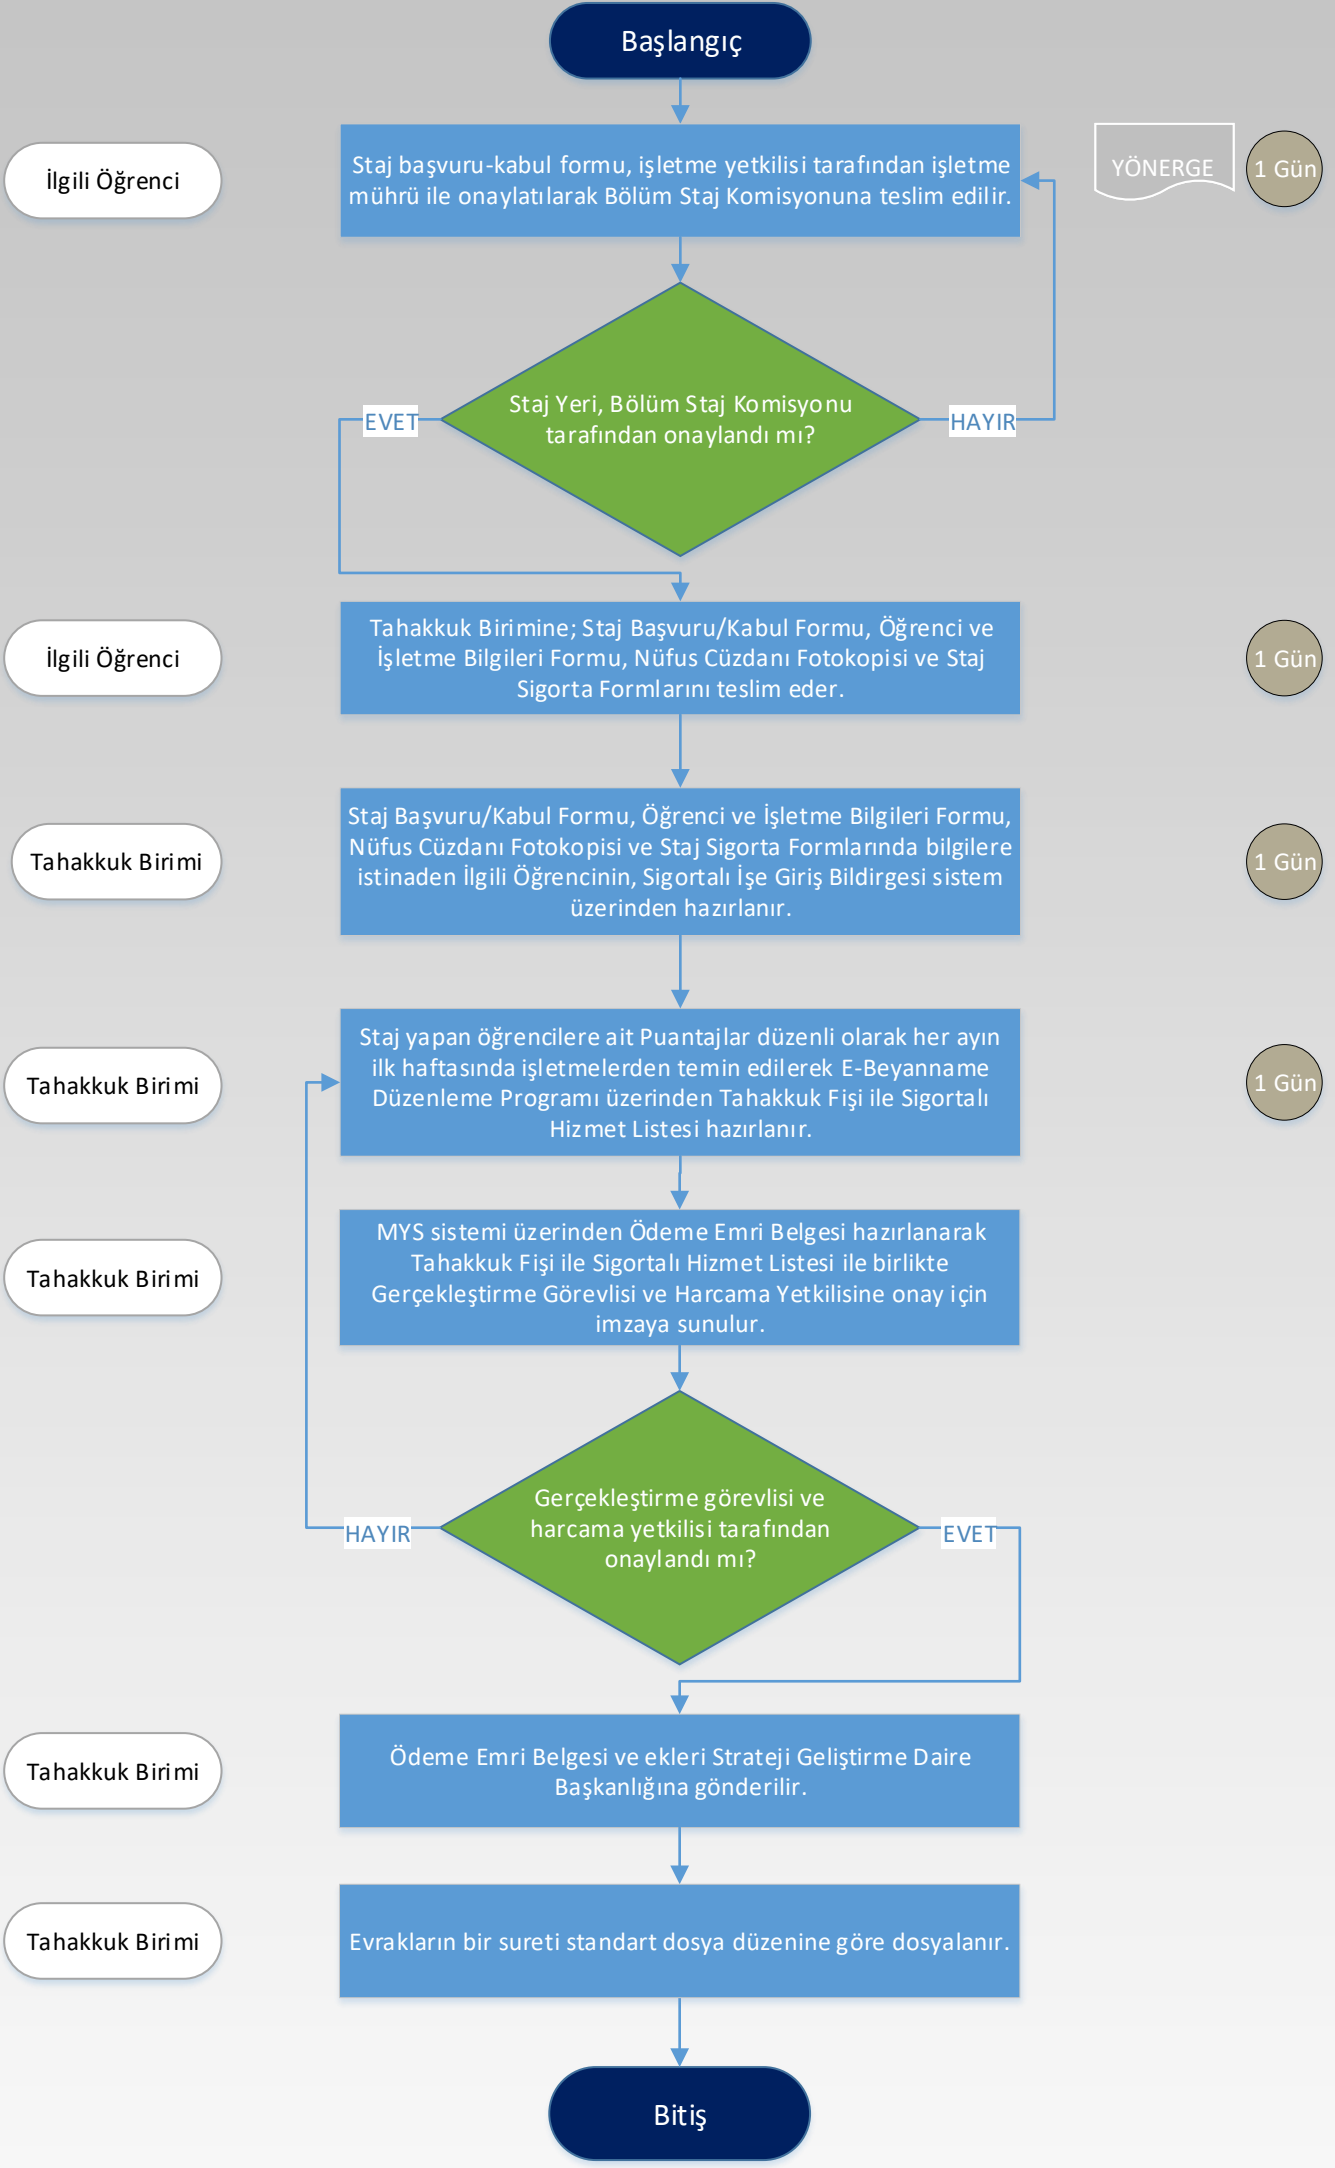 Başlangıç
İlgili Öğrenci
Staj başvuru-kabul formu, işletme yetkilisi tarafından işletme
mührü ile onaylatılarak Bölüm Staj Komisyonuna teslim edilir.
YÖNERGE
1 Gün
Staj Yeri, Bölüm Staj Komisyonu
tarafından onaylandı mı?
EVET
HAYIR
İlgili Öğrenci
Tahakkuk Birimine; Staj Başvuru/Kabul Formu, Öğrenci ve
İşletme Bilgileri Formu, Nüfus Cüzdanı Fotokopisi ve Staj
Sigorta Formlarını teslim eder.
1 Gün
Tahakkuk Birimi
Staj Başvuru/Kabul Formu, Öğrenci ve İşletme Bilgileri Formu,
Nüfus Cüzdanı Fotokopisi ve Staj Sigorta Formlarında bilgilere
istinaden İlgili Öğrencinin, Sigortalı İşe Giriş Bildirgesi sistem
üzerinden hazırlanır.
1 Gün
Tahakkuk Birimi
Staj yapan öğrencilere ait Puantajlar düzenli olarak her ayın
ilk haftasında işletmelerden temin edilerek E-Beyanname
Düzenleme Programı üzerinden Tahakkuk Fişi ile Sigortalı
Hizmet Listesi hazırlanır.
1 Gün
Tahakkuk Birimi
MYS sistemi üzerinden Ödeme Emri Belgesi hazırlanarak
Tahakkuk Fişi ile Sigortalı Hizmet Listesi ile birlikte
Gerçekleştirme Görevlisi ve Harcama Yetkilisine onay için
imzaya sunulur.
Gerçekleştirme görevlisi ve
harcama yetkilisi tarafından
onaylandı mı?
HAYIR
EVET
Tahakkuk Birimi
Ödeme Emri Belgesi ve ekleri Strateji Geliştirme Daire
Başkanlığına gönderilir.
Tahakkuk Birimi
Evrakların bir sureti standart dosya düzenine göre dosyalanır.
Bitiş